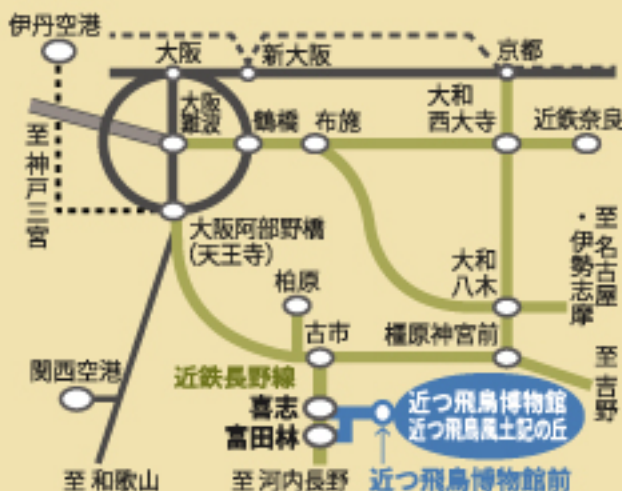 伊丹空港
大阪
新大阪
京都
大阪
難波
鶴橋
布施
大和
西大寺
近鉄奈良
至神戸三宮
大阪阿部野橋
(天王寺)
柏原
大和
八木
至名古屋
・伊勢志摩
古市
橿原神宮前
至吉野
関西空港
近鉄長野線
喜志
富田林
近つ飛鳥博物館
近つ飛鳥風土記の丘
至 和歌山
至 河内長野
近つ飛鳥博物館前